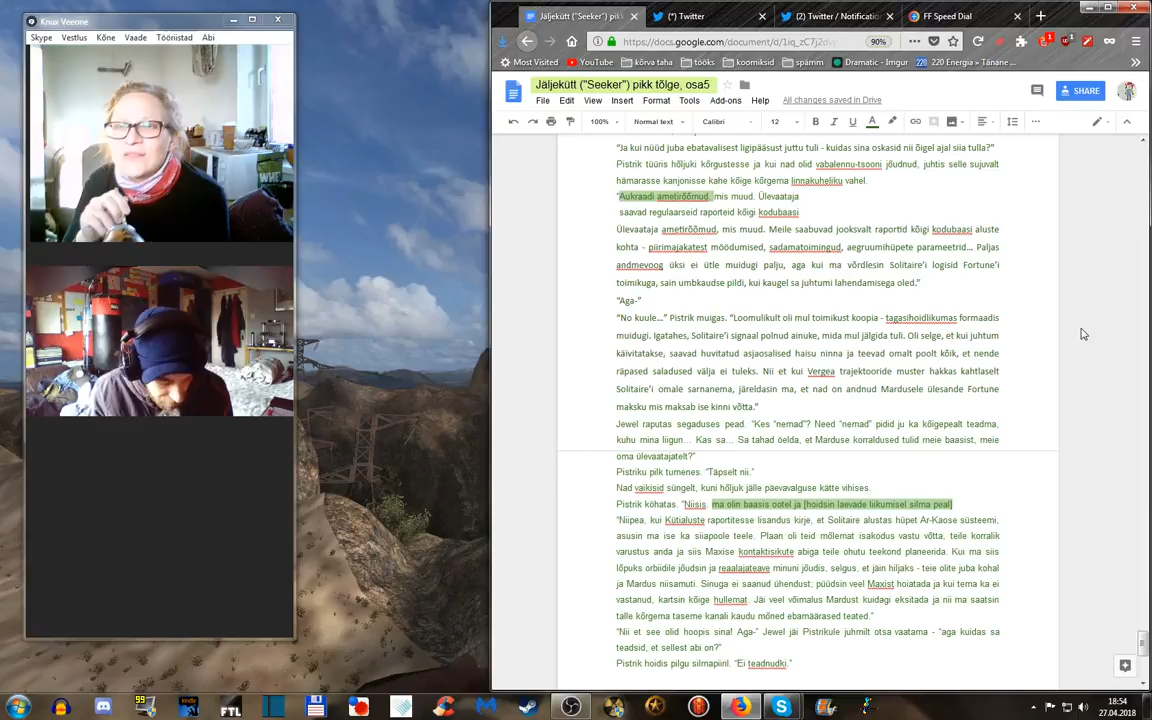 Knux Veeone
Skype Vestlus Kõne Vaade Tööriistad Abi
Jäljekütt ("Seeker") pikk
(*) Twitter
(2) Twitter / Notification
FF Speed Dial
https://docs.google.com/document/d/1iq_zC7j2dv
90%
Most Visited YouTube kõrva taha tööks koomiksid spämm Dramatic - Imgur 220 Energia » Tänane
Jäljekütt ("Seeker") pikk tõlge, osa5
File Edit View Insert Format Tools Add-ons Help All changes saved in Drive
SHARE
100% Normal text Calibri 12 B I U A
“Ja kui nüüd juba ebatavalisest ligipääsust juttu tuli - kuidas sina oskasid nii õigel ajal siia tulla?”
Pistrik tüüris hõljuki kõrgustesse ja kui nad olid vabalennu-tsooni jõudnud, juhtis selle sujuvalt
hämarasse kanjonisse kahe kõige kõrgema linnakuheliku vahel.
“Aukraadi ametirõõmud, mis muud. Ülevaataja
saavad regulaarseid raporteid kõigi kodubaasi
Ülevaataja ametirõõmud, mis muud. Meile saabuvad jooksvalt raportid kõigi kodubaasi aluste
kohta - piirimajakatest möödumised, sadamatoimingud, aegruumihüpete parameetrid... Paljas
andmevoog üksi ei ütle muidugi palju, aga kui ma võrdlesin Solitaire’i logisid Fortune’i
toimikuga, sain umbkaudse pildi, kui kaugel sa juhtumi lahendamisega oled.”
“Aga-”
“No kuule...” Pistrik muigas. “Loomulikult oli mul toimikust koopia - tagasihoidlikumas formaadis
muidugi. Igatahes, Solitaire’i signaal polnud ainuke, mida mul jälgida tuli. Oli selge, et kui juhtum
käivitatakse, saavad huvitatud asjaosalised haisu ninna ja teevad omalt poolt kõik, et nende
räpased saladused välja ei tuleks. Nii et kui Vergea trajektooride muster hakkas kahtlaselt
Solitaire’i omale sarnanema, järeldasin ma, et nad on andnud Mardusele ülesande Fortune
maksku mis maksab ise kinni võtta.”
Jewel raputas segaduses pead. “Kes “nemad”? Need “nemad” pidid ju ka kõigepealt teadma,
kuhu mina liigun... Kas sa... Sa tahad öelda, et Marduse korraldused tulid meie baasist, meie
oma ülevaatajatelt?”
Pistriku pilk tumenes. “Täpselt nii.”
Nad vaikisid süngelt, kuni hõljuk jälle päevavalguse kätte vihises.
Pistrik köhatas. “Niisis. ma olin baasis ootel ja [hoidsin laevade liikumisel silma peal]
“Niipea, kui Kütialuste raportitesse lisandus kirje, et Solitaire alustas hüpet Ar-Kaose süsteemi,
asusin ma ise ka siiapoole teele. Plaan oli teid mõlemat isakodus vastu võtta, teile korralik
varustus anda ja siis Maxise kontaktisikute abiga teile ohutu teekond planeerida. Kui ma siis
lõpuks orbiidile jõudsin ja reaalajateave minuni jõudis, selgus, et jäin hiljaks - teie olite juba kohal
ja Mardus niisamuti. Sinuga ei saanud ühendust; püüdsin veel Maxist hoiatada ja kui tema ka ei
vastanud, kartsin kõige hullemat. Jäi veel võimalus Mardust kuidagi eksitada ja nii ma saatsin
talle kõrgema taseme kanali kaudu mõned ebamäärased teated.”
“Nii et see olid hoopis sina! Aga-” Jewel jäi Pistrikule juhmilt otsa vaatama - “aga kuidas sa
teadsid, et sellest abi on?”
Pistrik hoidis pilgu silmapiiril. “Ei teadnudki.”
99
kindle
FTL
18:54
27.04.2018